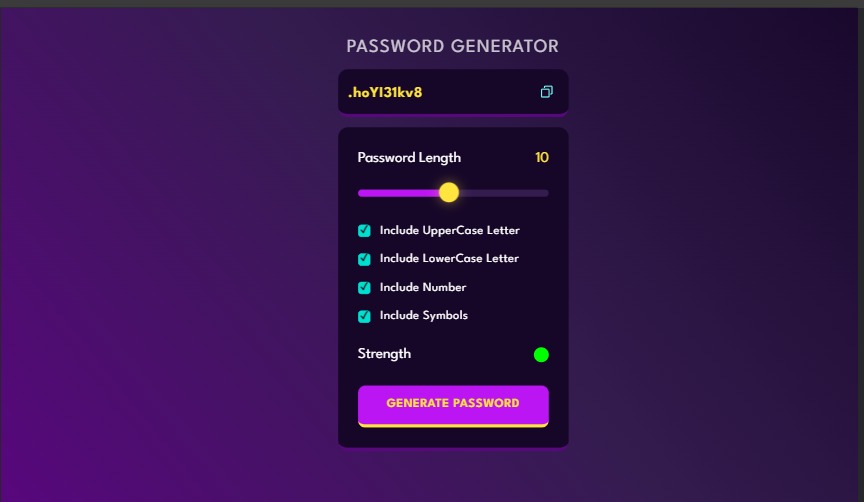 PASSWORD GENERATOR
.hoYI31kv8
Password Length 10
Include UpperCase Letter
Include LowerCase Letter
Include Number
Include Symbols
Strength
GENERATE PASSWORD